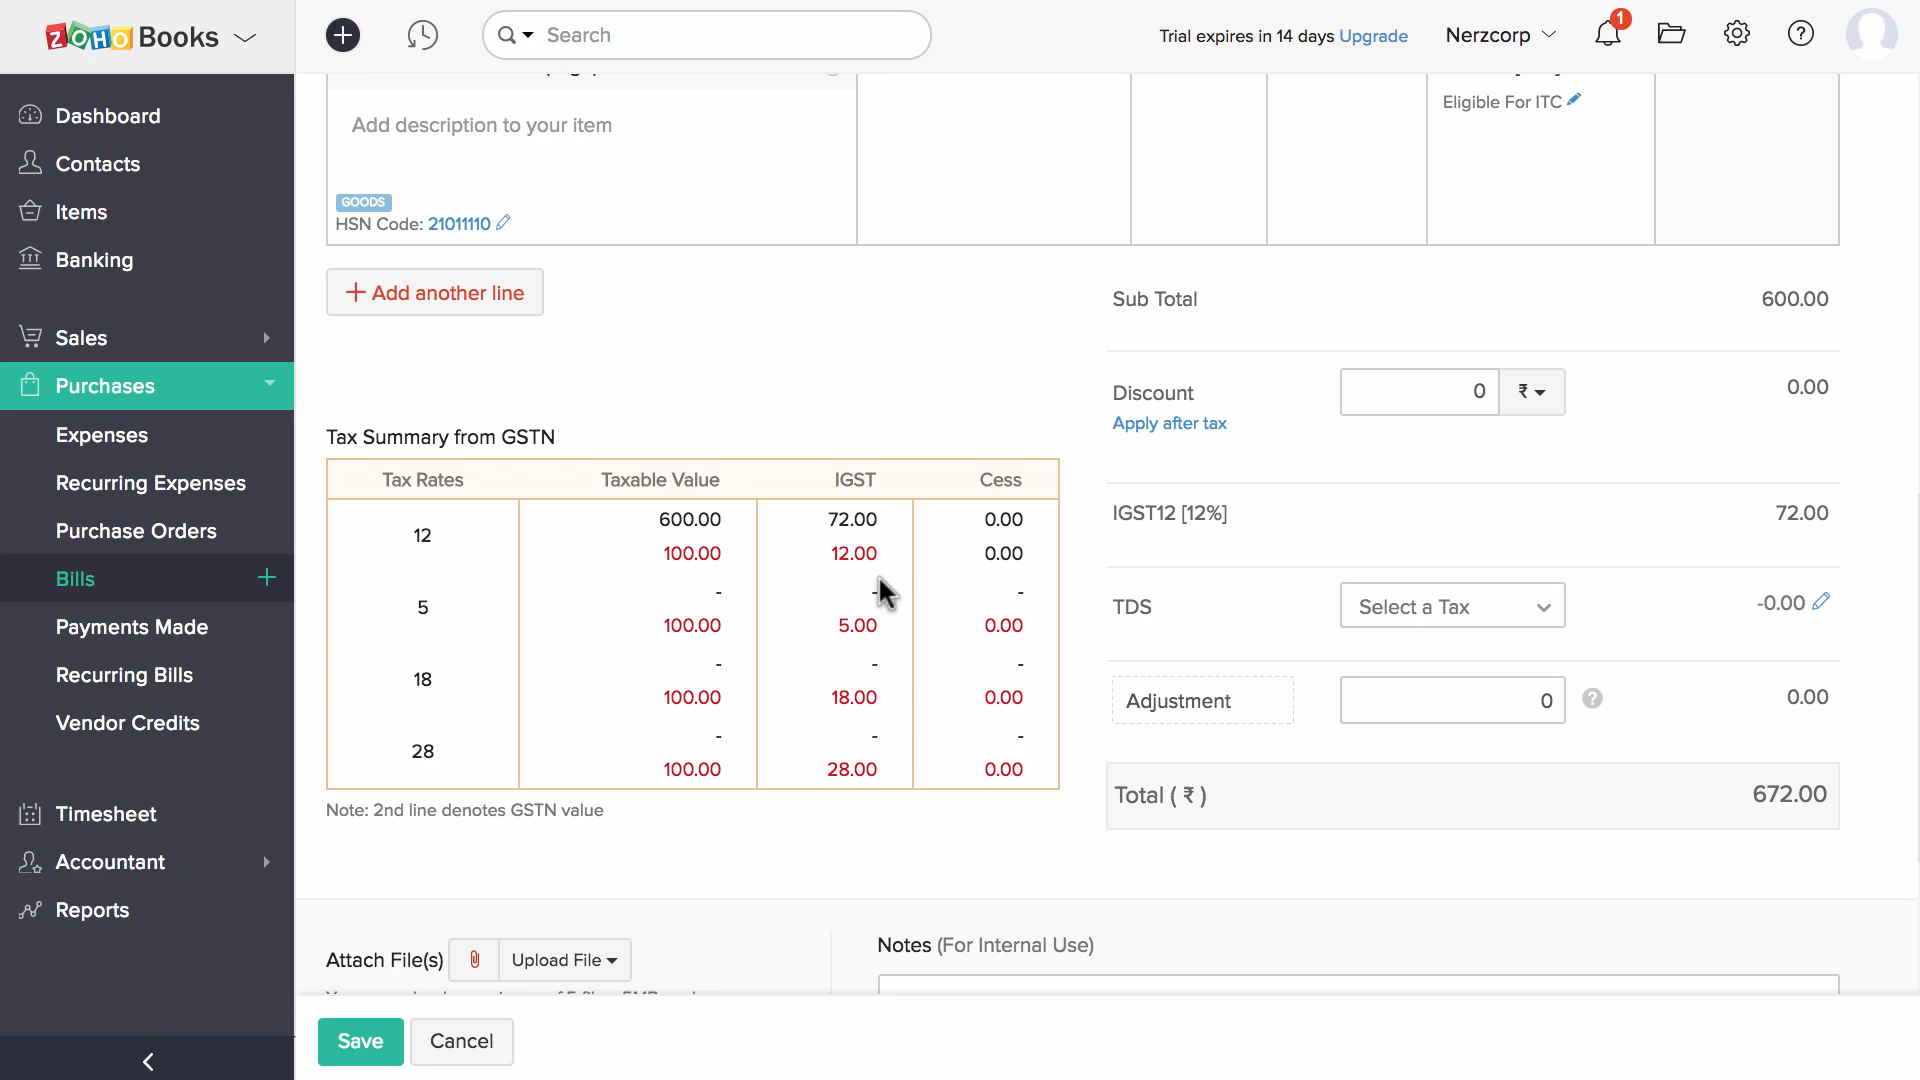 ZOHO Books
Search
Trial expires in 14 days Upgrade
Nerzcorp
1
Dashboard
Contacts
Items
Banking
Sales
Purchases
Expenses
Recurring Expenses
Purchase Orders
Bills
Payments Made
Recurring Bills
Vendor Credits
Timesheet
Accountant
Reports
Eligible For ITC
Add description to your item
GOODS
HSN Code: 21011110
+ Add another line
Sub Total 600.00
Discount 0 ₹ 0.00
Apply after tax
IGST12 [12%] 72.00
TDS Select a Tax -0.00
Adjustment 0 ? 0.00
Total ( ₹ ) 672.00
Tax Summary from GSTN
Tax Rates Taxable Value IGST Cess
12 600.00 72.00 0.00
100.00 12.00 0.00
5 - - -
100.00 5.00 0.00
18 - - -
100.00 18.00 0.00
28 - - -
100.00 28.00 0.00
Note: 2nd line denotes GSTN value
Attach File(s) Upload File
Notes (For Internal Use)
Save Cancel